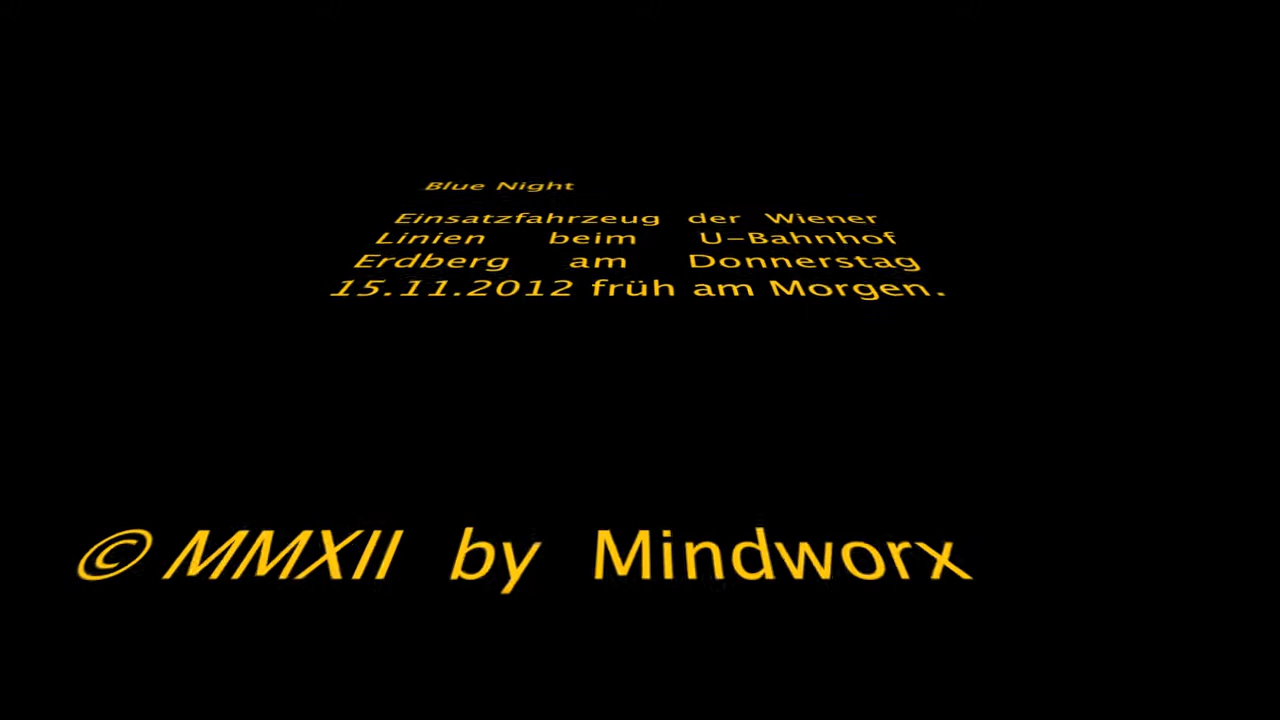 Blue Night
Einsatzfahrzeug der Wiener
Linien beim U-Bahnhof
Erdberg am Donnerstag
15.11.2012 früh am Morgen.
© MMXII by Mindworx